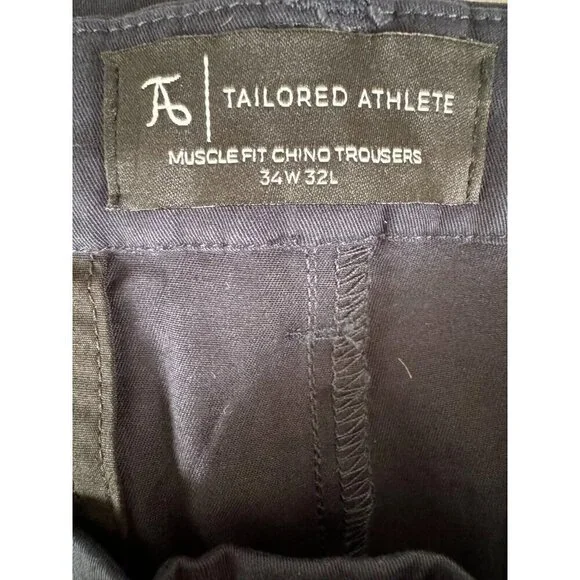 TA
TAILORED ATHLETE
MUSCLE FIT CHINO TROUSERS
34W 32L